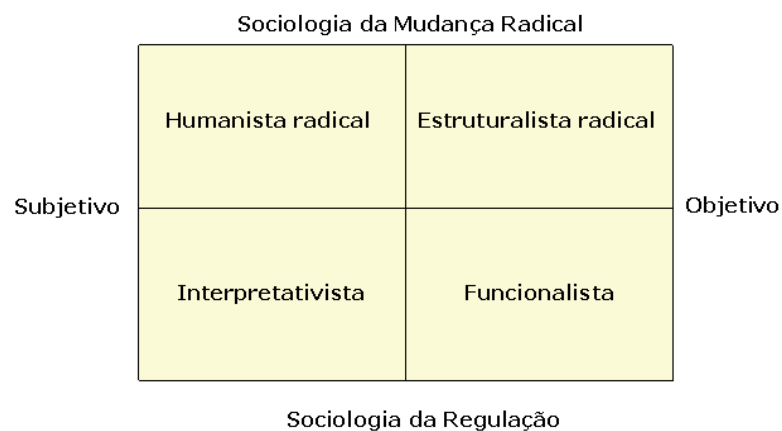 Sociologia da Mudança Radical
Humanista radical
Estruturalista radical
Subjetivo
Objetivo
Interpretativista
Funcionalista
Sociologia da Regulação